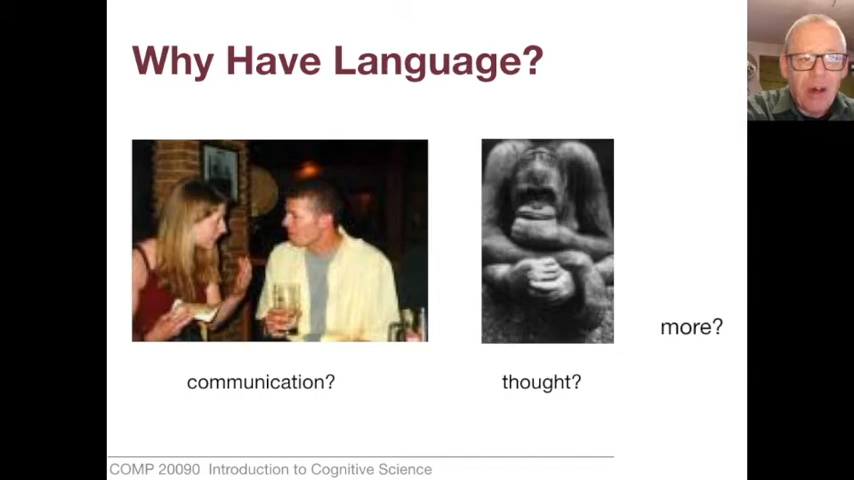 Why Have Language?
more?
communication?
thought?
COMP 20090 Introduction to Cognitive Science